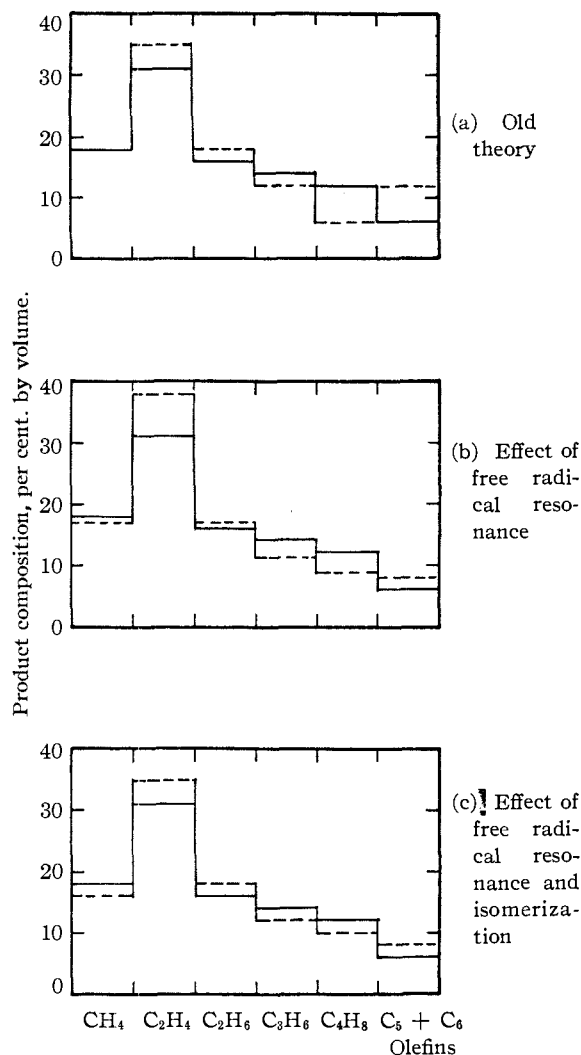 Product composition, per cent. by volume.
40
30
20
10
0
(a) Old
theory
40
30
20
10
0
(b) Effect of
free radi-
cal reso-
nance
40
30
20
10
0
(c) Effect of
free radi-
cal reso-
nance and
isomeriza-
tion
CH₄ C₂H₄ C₂H₆ C₃H₆ C₄H₈ C₅ + C₆
Olefins